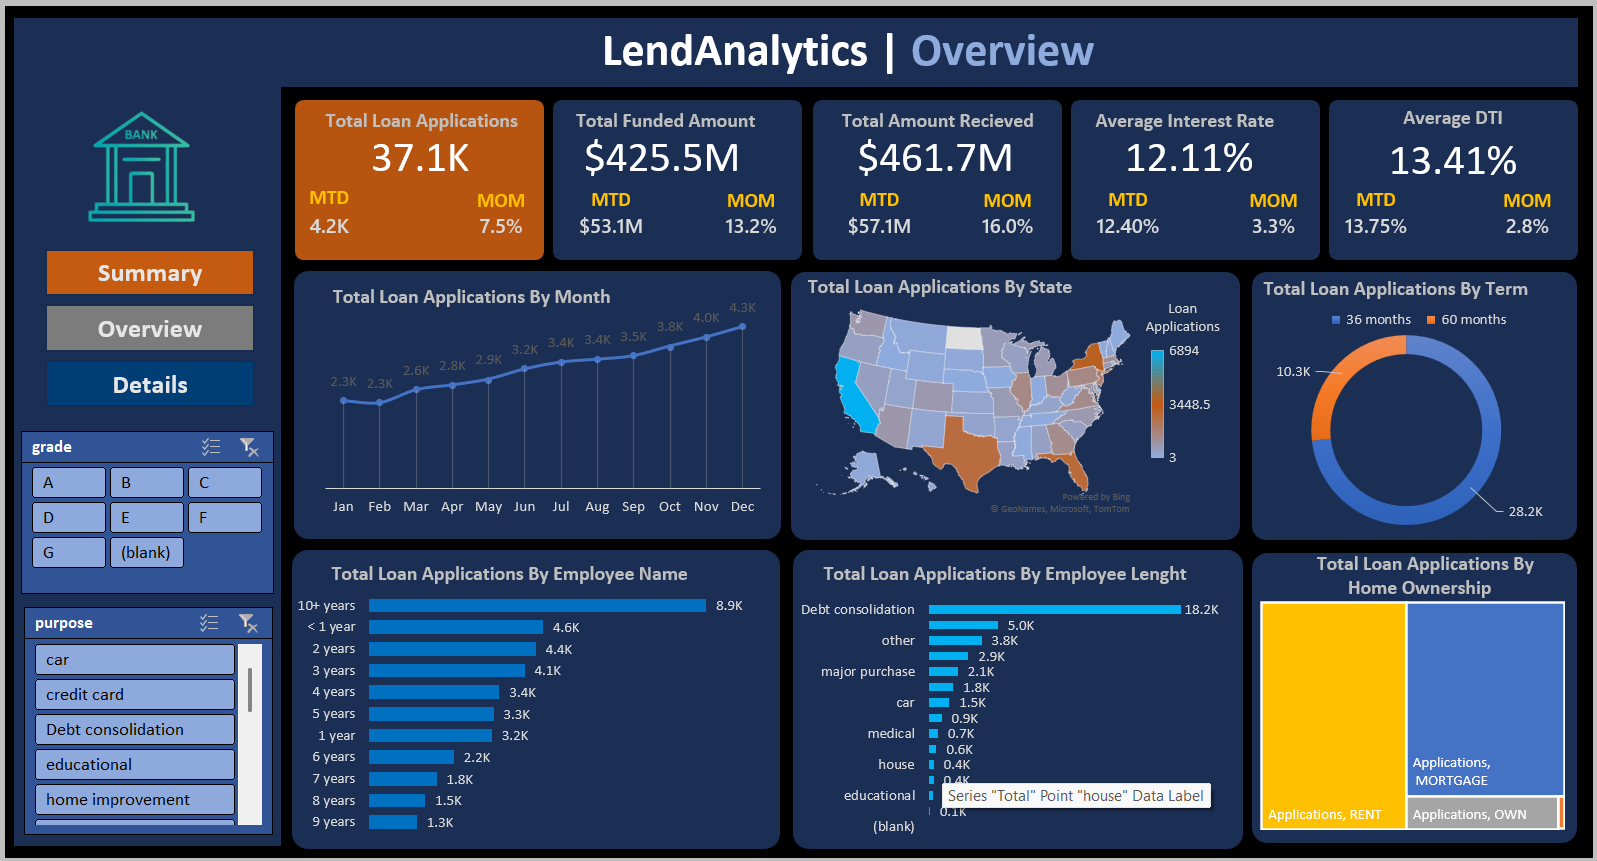 LendAnalytics | Overview
BANK
Summary
Overview
Details
grade
A
B
C
D
E
F
G
(blank)
purpose
car
credit card
Debt consolidation
educational
home improvement
Total Loan Applications
37.1K
MTD
MOM
4.2K
7.5%
Total Funded Amount
$425.5M
MTD
MOM
$53.1M
13.2%
Total Amount Recieved
$461.7M
MTD
MOM
$57.1M
16.0%
Average Interest Rate
12.11%
MTD
MOM
12.40%
3.3%
Average DTI
13.41%
MTD
MOM
13.75%
2.8%
Total Loan Applications By Month
2.3K
2.3K
2.6K
2.8K
2.9K
3.2K
3.4K
3.4K
3.5K
3.8K
4.0K
4.3K
Jan
Feb
Mar
Apr
May
Jun
Jul
Aug
Sep
Oct
Nov
Dec
Total Loan Applications By State
Loan
Applications
6894
3448.5
3
Powered by Bing
© GeoNames, Microsoft, TomTom
Total Loan Applications By Term
36 months
60 months
10.3K
28.2K
Total Loan Applications By Employee Name
10+ years
8.9K
< 1 year
4.6K
2 years
4.4K
3 years
4.1K
4 years
3.4K
5 years
3.3K
1 year
3.2K
6 years
2.2K
7 years
1.8K
8 years
1.5K
9 years
1.3K
Total Loan Applications By Employee Lenght
Debt consolidation
18.2K
5.0K
other
3.8K
2.9K
major purchase
2.1K
1.8K
car
1.5K
0.9K
medical
0.7K
0.6K
house
0.4K
0.4K
educational
Series "Total" Point "house" Data Label
0.1K
(blank)
Total Loan Applications By
Home Ownership
Applications, RENT
Applications,
MORTGAGE
Applications, OWN